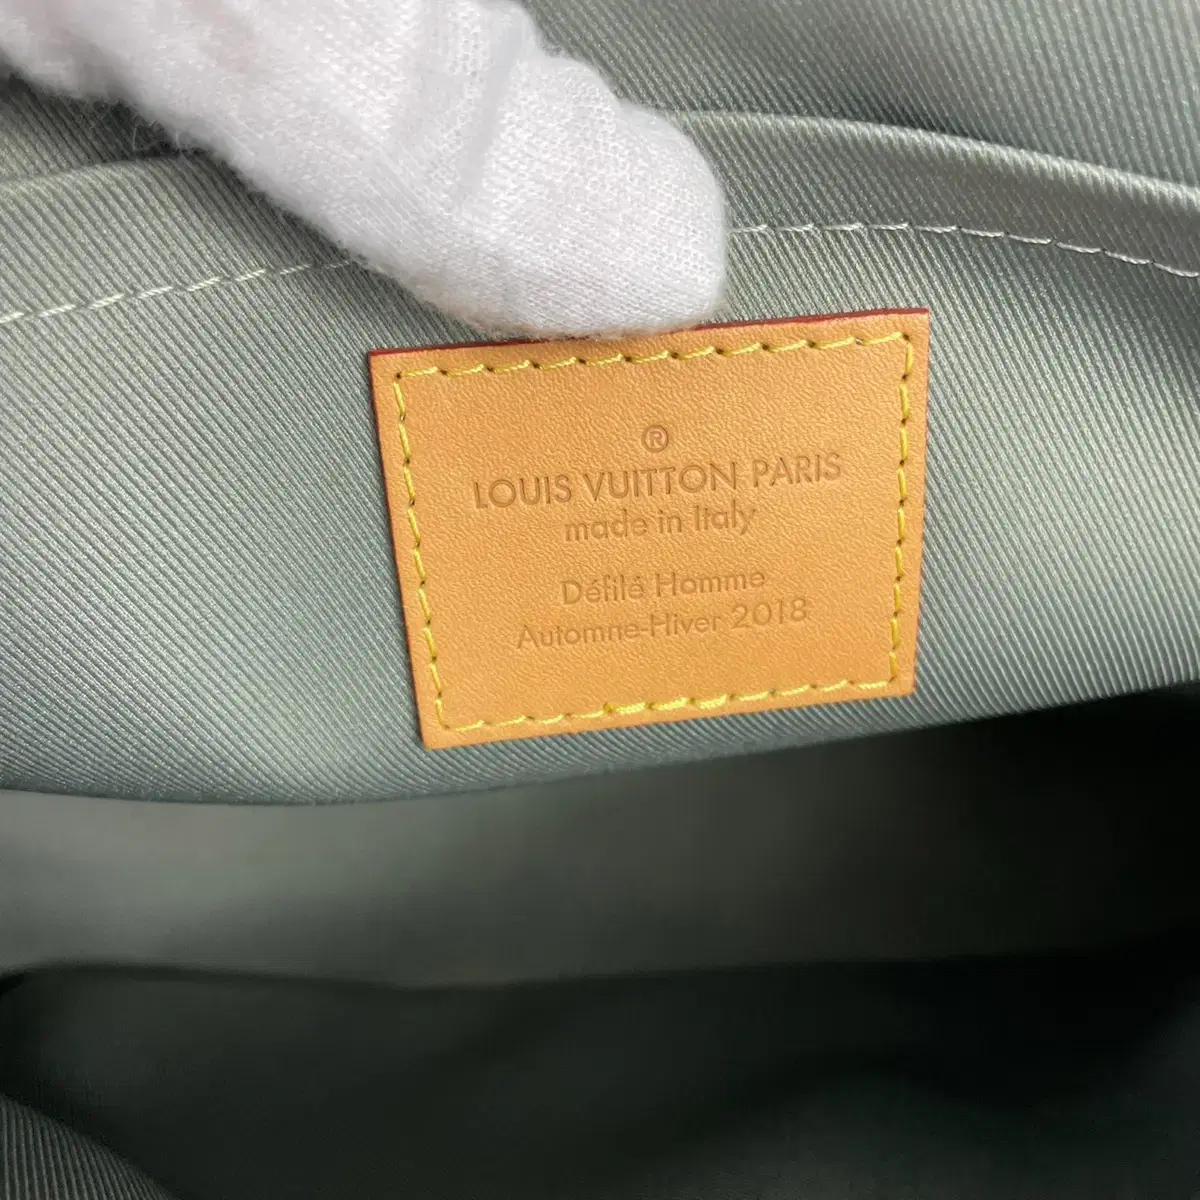 ®
LOUIS VUITTON PARIS
made in Italy
Défilé Homme
Automne-Hiver 2018